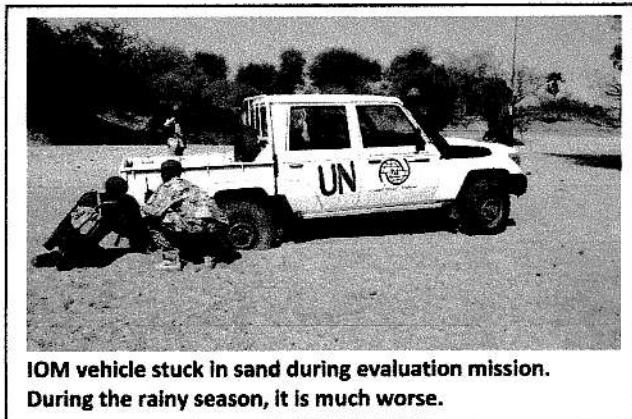 UN
IOM vehicle stuck in sand during evaluation mission.
During the rainy season, it is much worse.